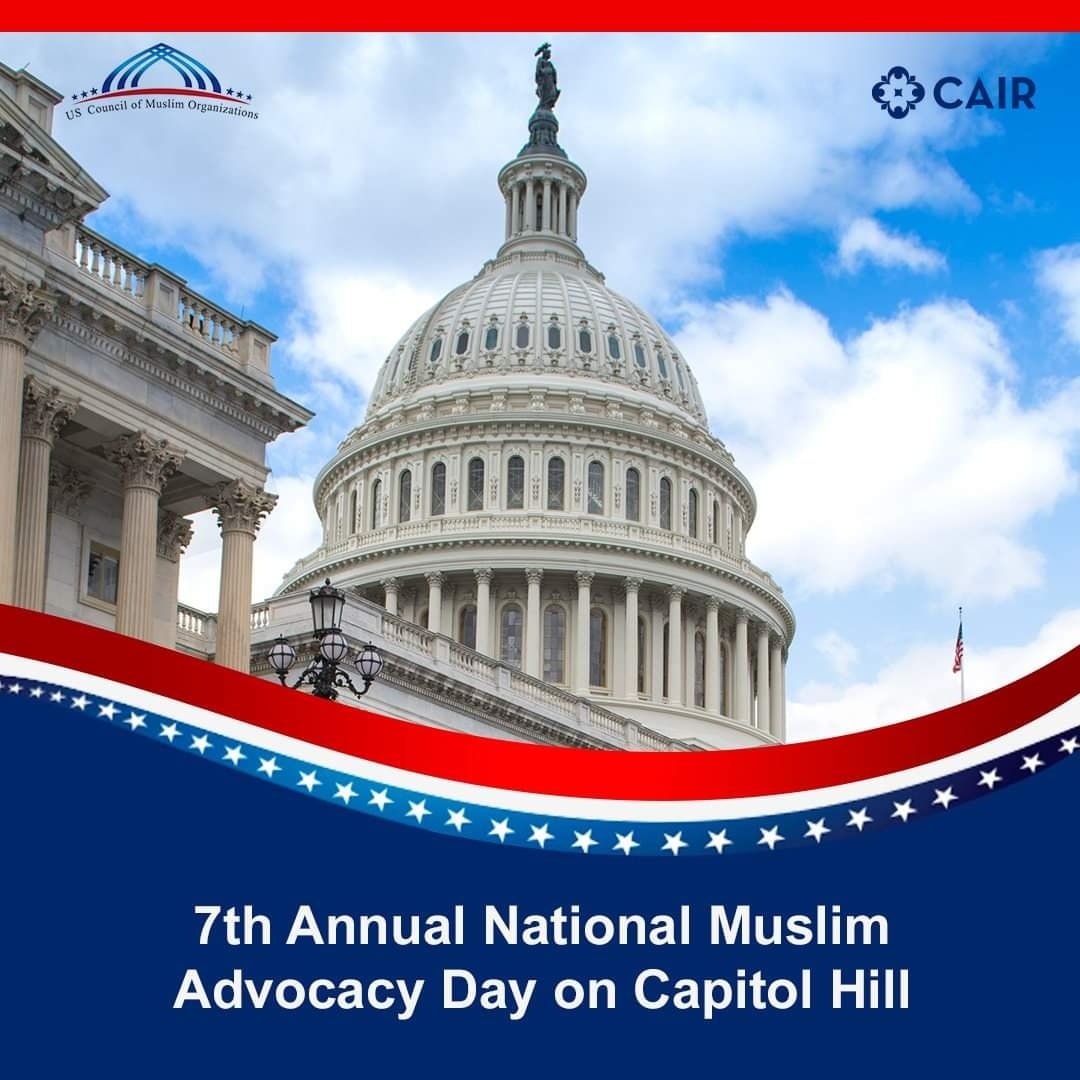 US Council of Muslim Organizations
CAIR
7th Annual National Muslim
Advocacy Day on Capitol Hill